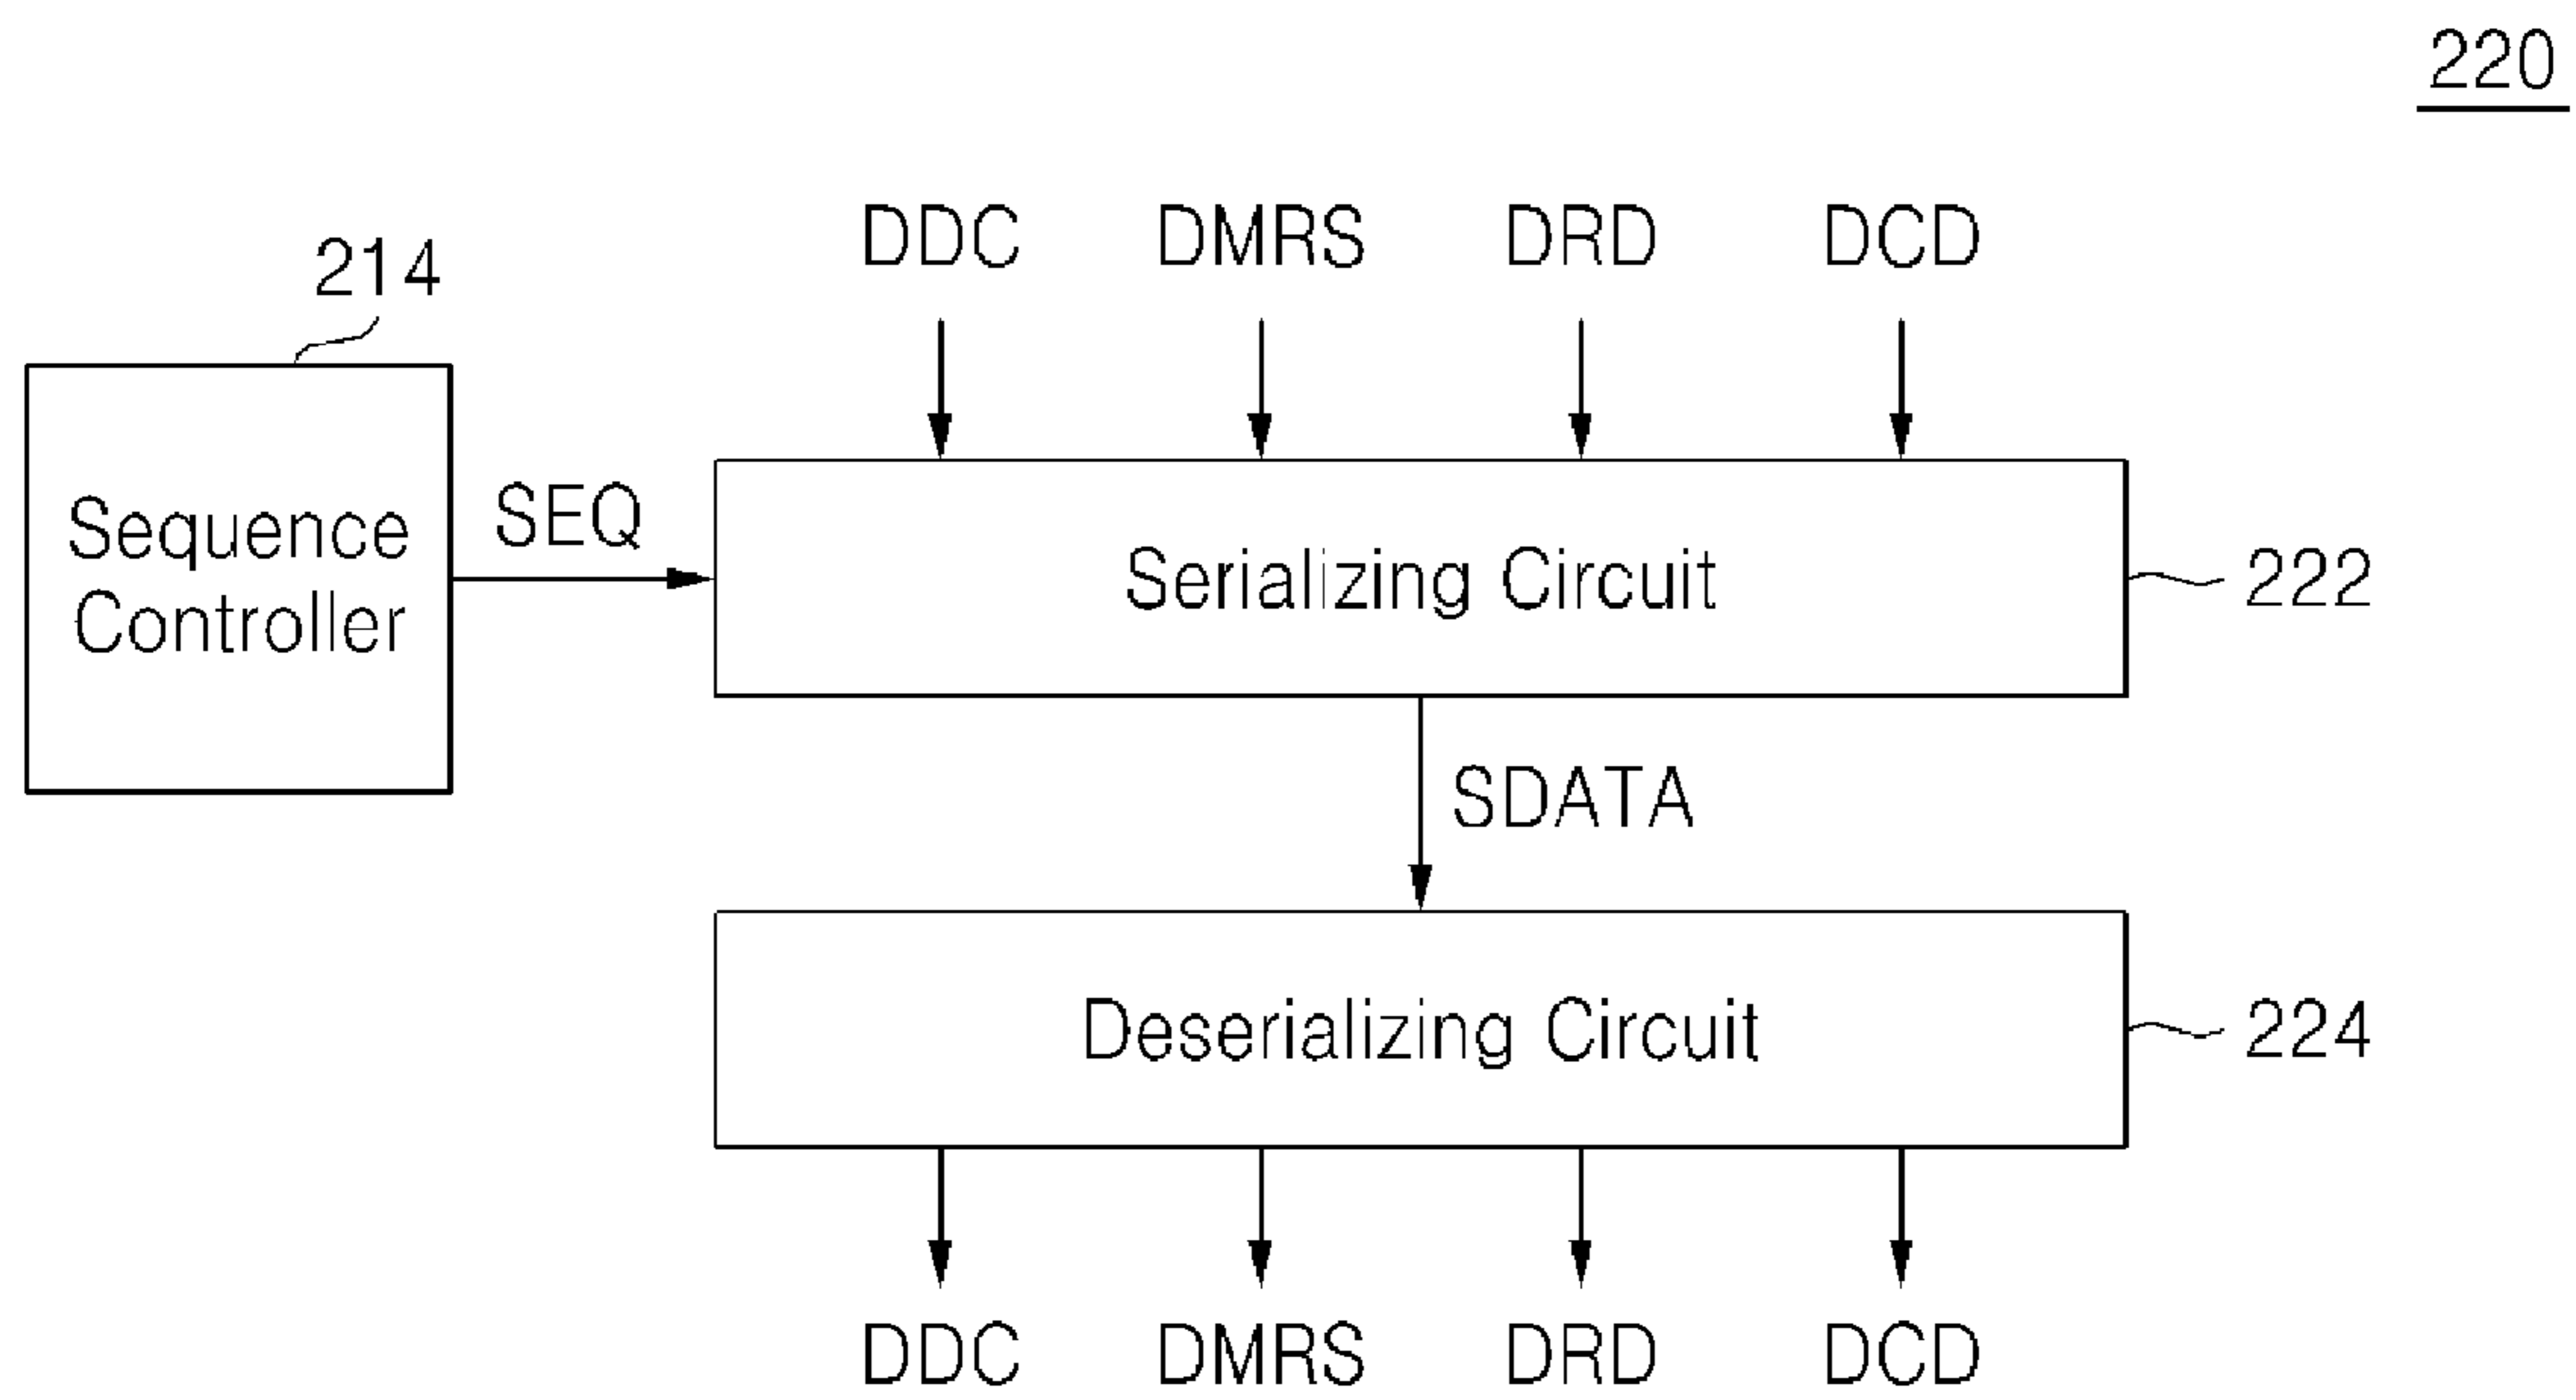 220
DDC DMRS DRD DCD
214
SEQ
Sequence
Controller
Serializing Circuit
222
SDATA
Deserializing Circuit
224
DDC DMRS DRD DCD